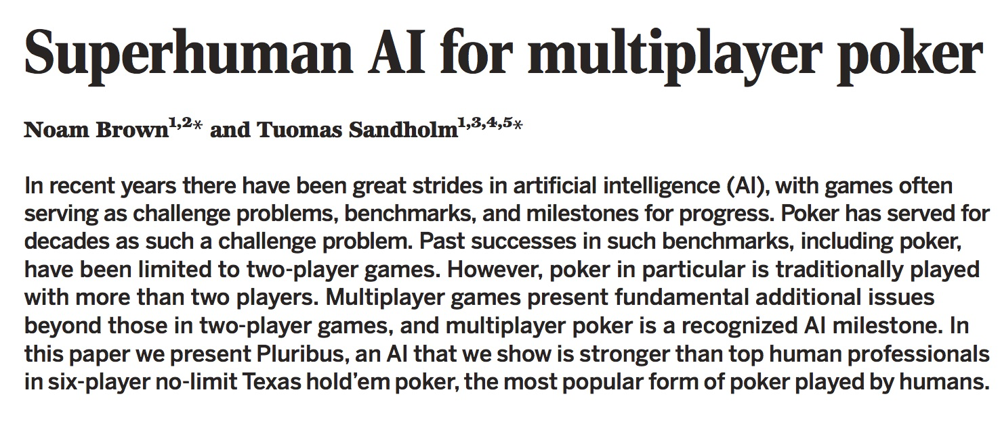 Superhuman AI for multiplayer poker
Noam Brown1,2* and Tuomas Sandholm1,3,4,5*
In recent years there have been great strides in artificial intelligence (AI), with games often
serving as challenge problems, benchmarks, and milestones for progress. Poker has served for
decades as such a challenge problem. Past successes in such benchmarks, including poker,
have been limited to two-player games. However, poker in particular is traditionally played
with more than two players. Multiplayer games present fundamental additional issues
beyond those in two-player games, and multiplayer poker is a recognized AI milestone. In
this paper we present Pluribus, an AI that we show is stronger than top human professionals
in six-player no-limit Texas hold’em poker, the most popular form of poker played by humans.